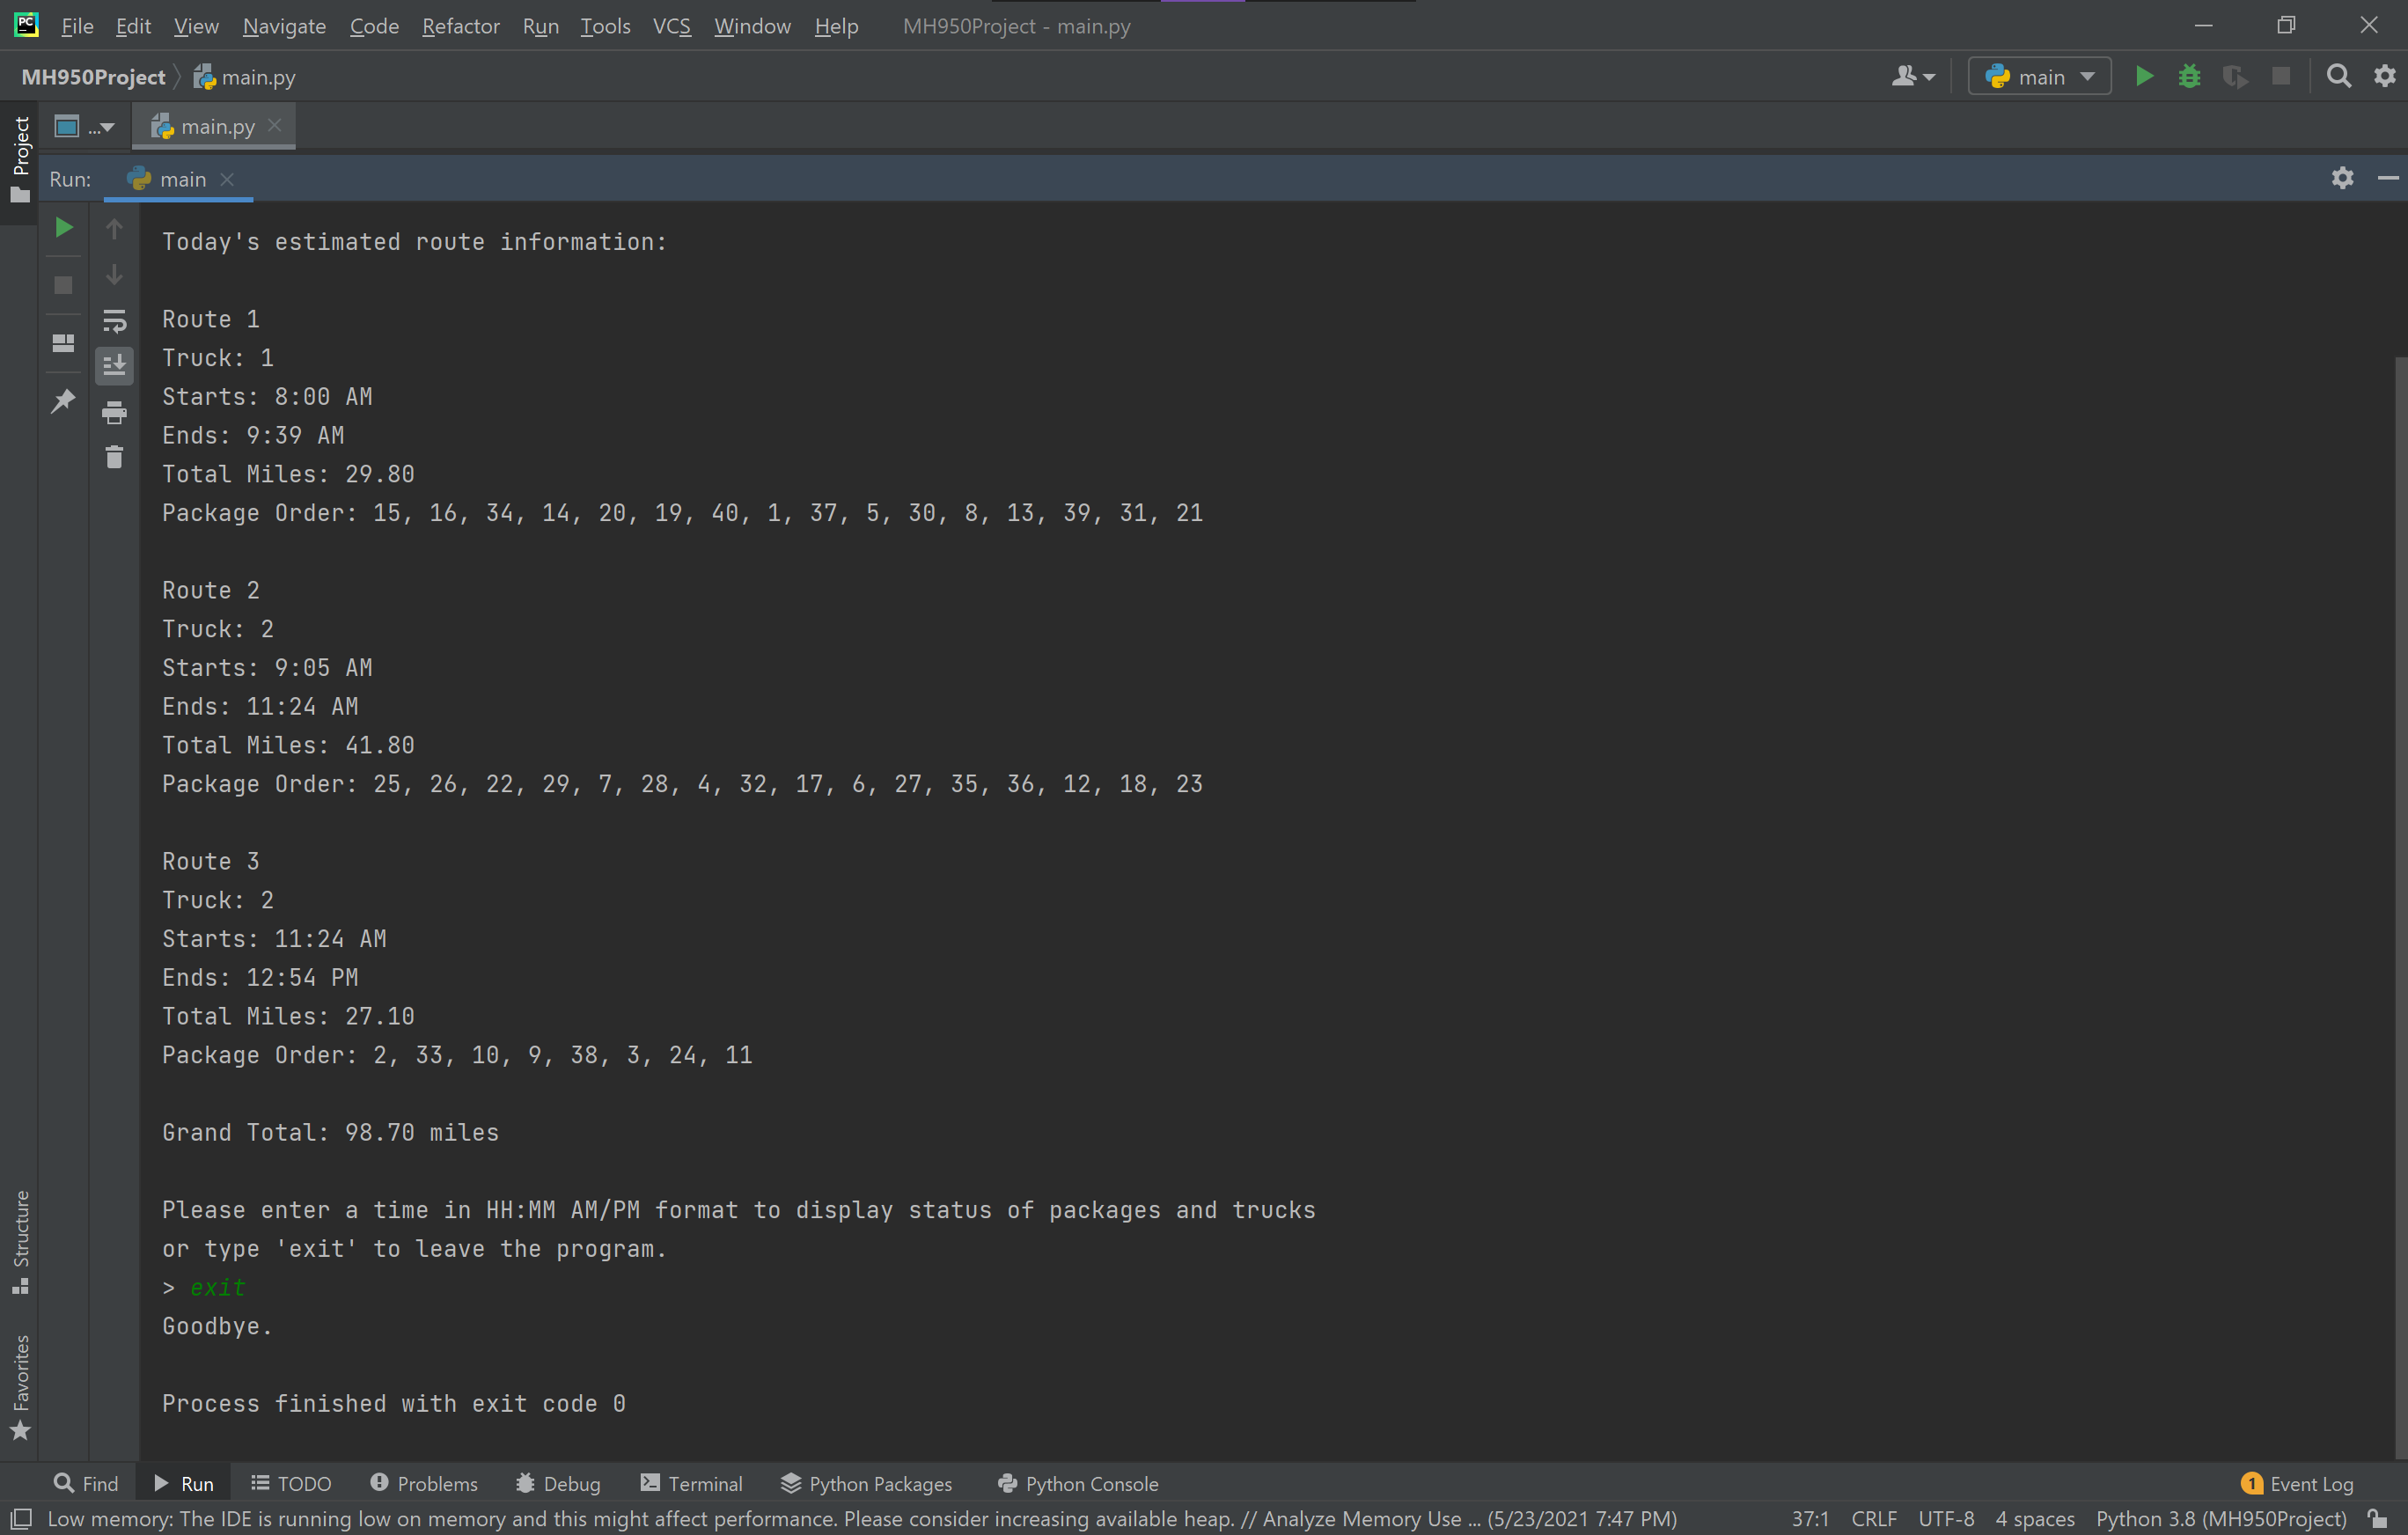 PC File Edit View Navigate Code Refactor Run Tools VCS Window Help MH950Project - main.py
MH950Project main.py main
Project ... main.py
Run: main
Today's estimated route information:
Route 1
Truck: 1
Starts: 8:00 AM
Ends: 9:39 AM
Total Miles: 29.80
Package Order: 15, 16, 34, 14, 20, 19, 40, 1, 37, 5, 30, 8, 13, 39, 31, 21
Route 2
Truck: 2
Starts: 9:05 AM
Ends: 11:24 AM
Total Miles: 41.80
Package Order: 25, 26, 22, 29, 7, 28, 4, 32, 17, 6, 27, 35, 36, 12, 18, 23
Route 3
Truck: 2
Starts: 11:24 AM
Ends: 12:54 PM
Total Miles: 27.10
Package Order: 2, 33, 10, 9, 38, 3, 24, 11
Grand Total: 98.70 miles
Please enter a time in HH:MM AM/PM format to display status of packages and trucks
or type 'exit' to leave the program.
> exit
Goodbye.
Process finished with exit code 0
Structure
Favorites
Find Run TODO Problems Debug Terminal Python Packages Python Console 1 Event Log
Low memory: The IDE is running low on memory and this might affect performance. Please consider increasing available heap. // Analyze Memory Use ... (5/23/2021 7:47 PM) 37:1 CRLF UTF-8 4 spaces Python 3.8 (MH950Project)